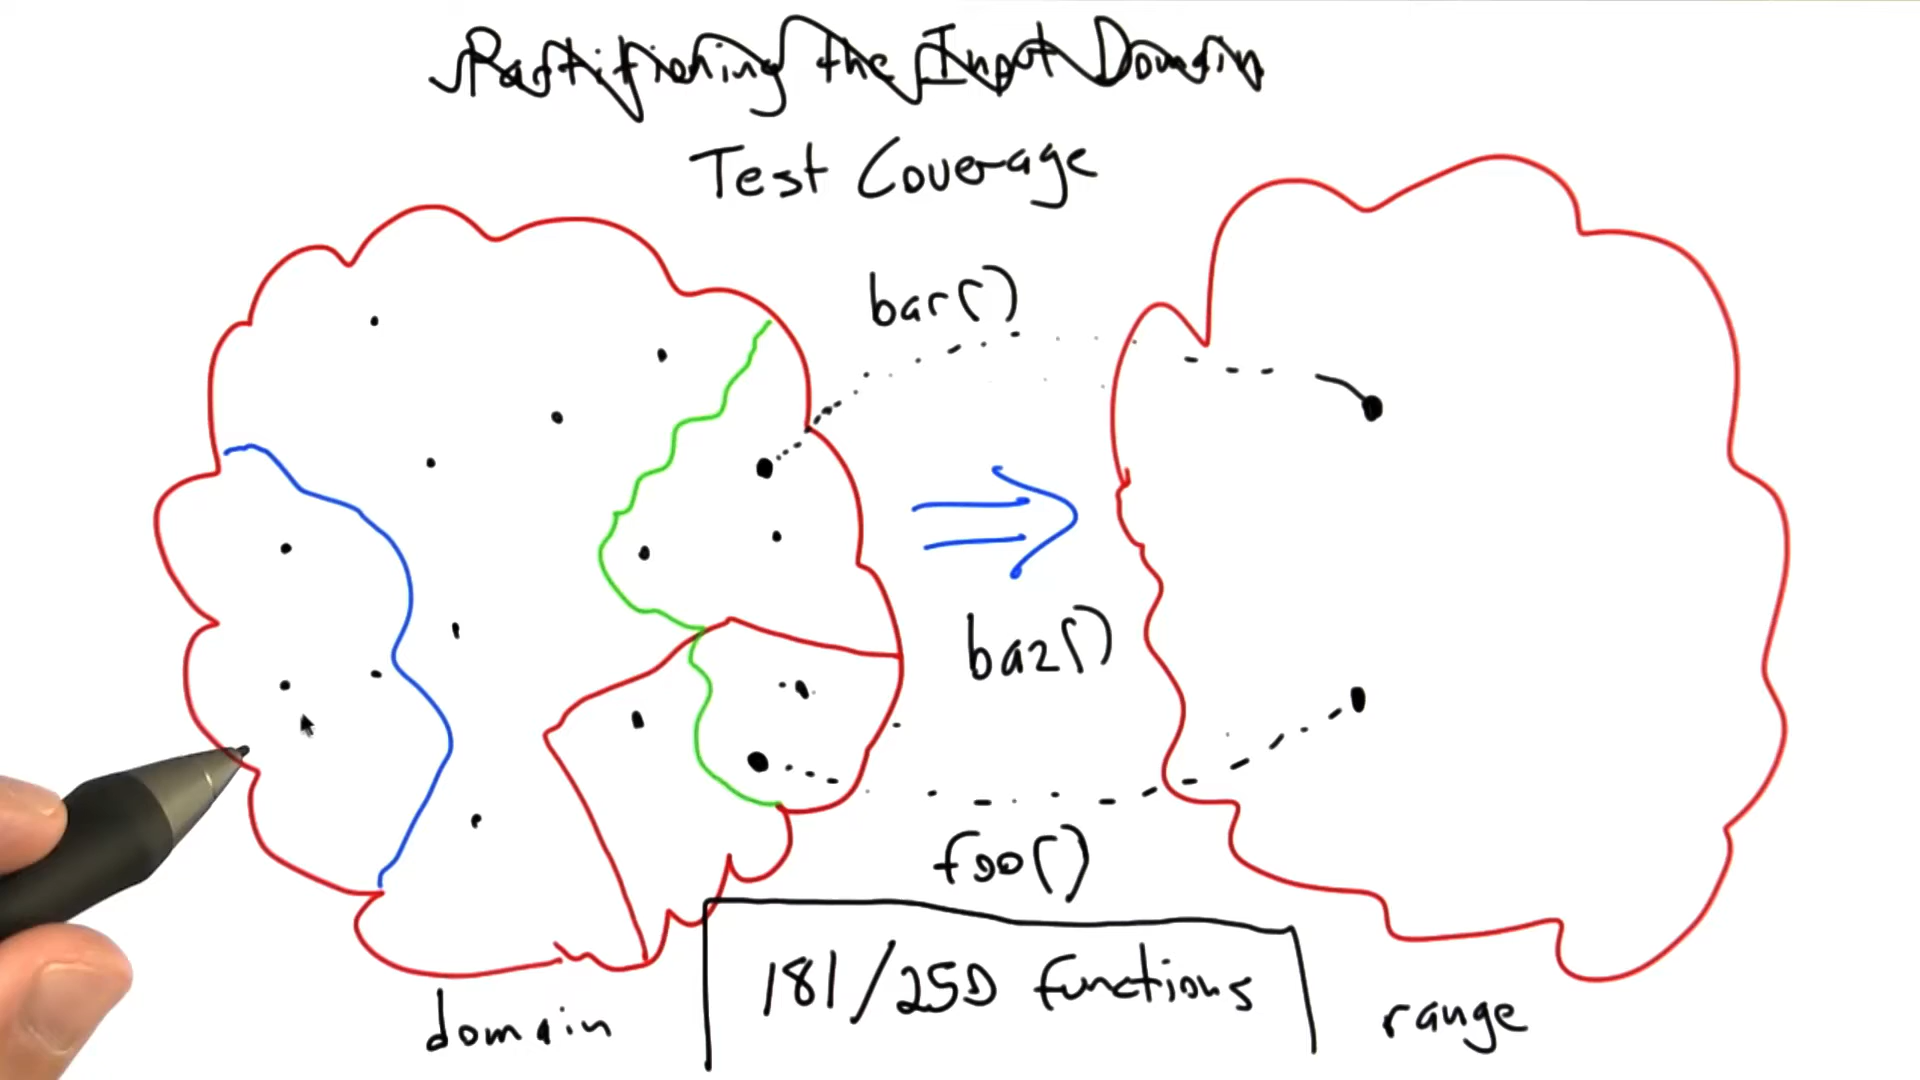 Partitioning the Input Domain
Test Coverage
bar()
baz()
foo()
181/250 functions
domain
range